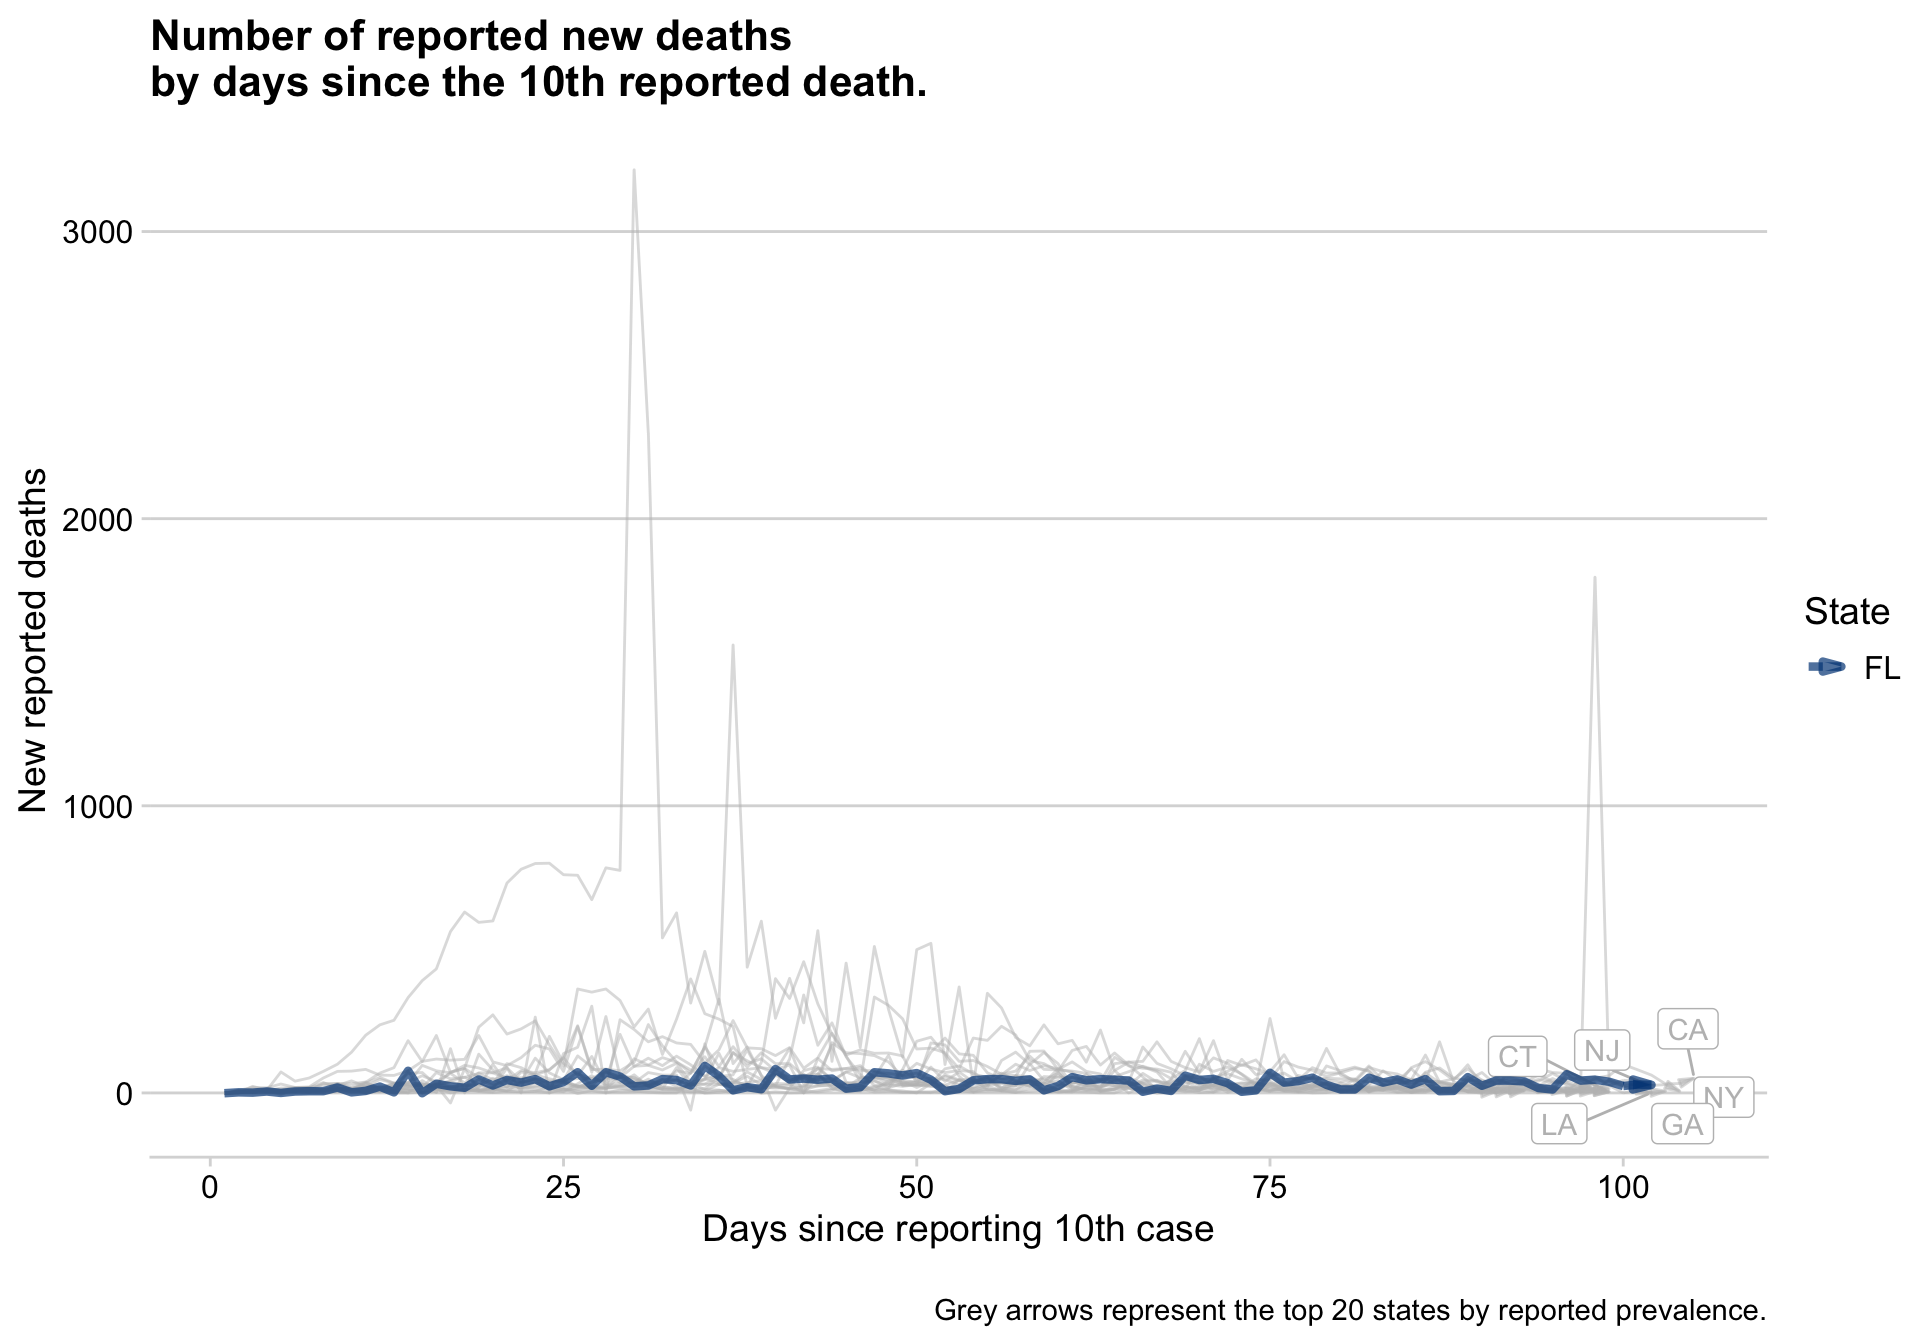 Number of reported new deaths
by days since the 10th reported death.
New reported deaths
3000
2000
1000
0
0
25
50
75
100
Days since reporting 10th case
CT
NJ
CA
NY
LA
GA
State
FL
Grey arrows represent the top 20 states by reported prevalence.